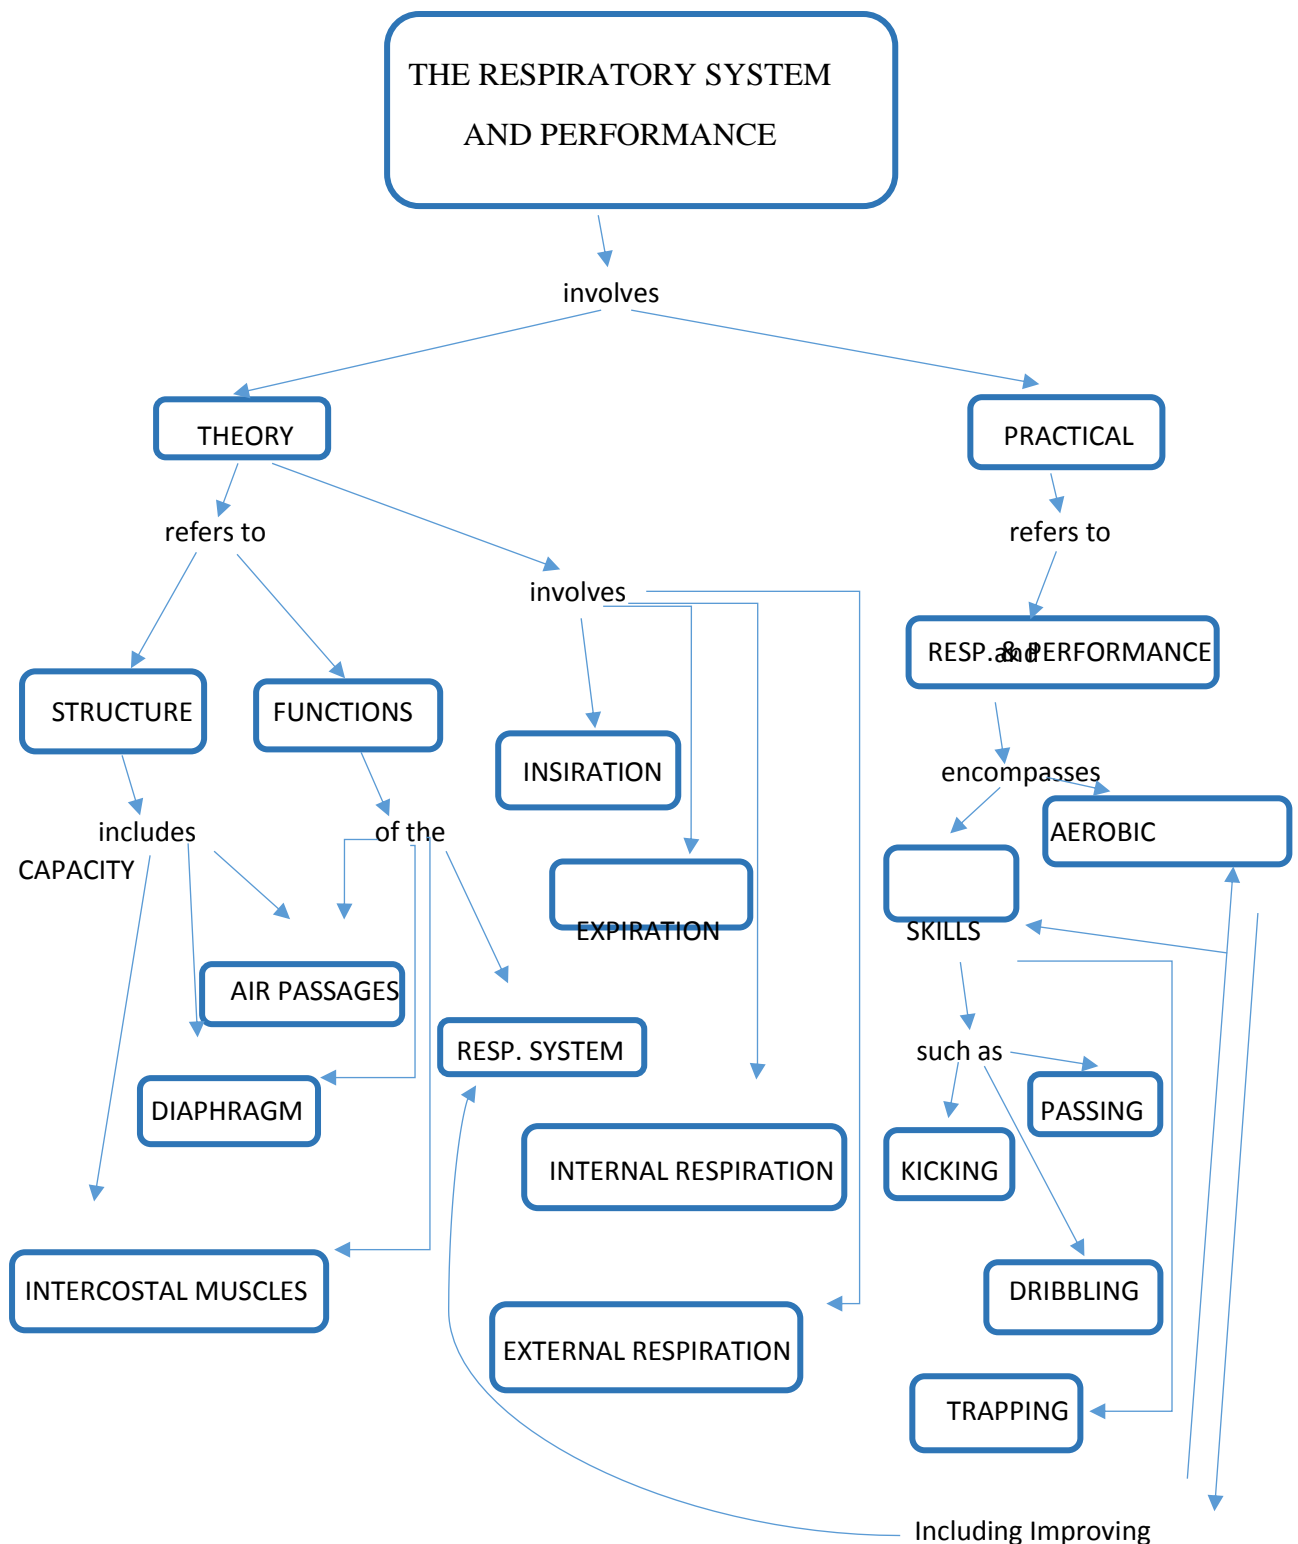 THE RESPIRATORY SYSTEM
AND PERFORMANCE
involves
THEORY
PRACTICAL
refers to
refers to
involves
RESP. & PERFORMANCE
and
STRUCTURE
FUNCTIONS
INSIRATION
encompasses
includes
of the
AEROBIC
CAPACITY
EXPIRATION
SKILLS
AIR PASSAGES
RESP. SYSTEM
such as
DIAPHRAGM
PASSING
INTERNAL RESPIRATION
KICKING
INTERCOSTAL MUSCLES
DRIBBLING
EXTERNAL RESPIRATION
TRAPPING
Including Improving